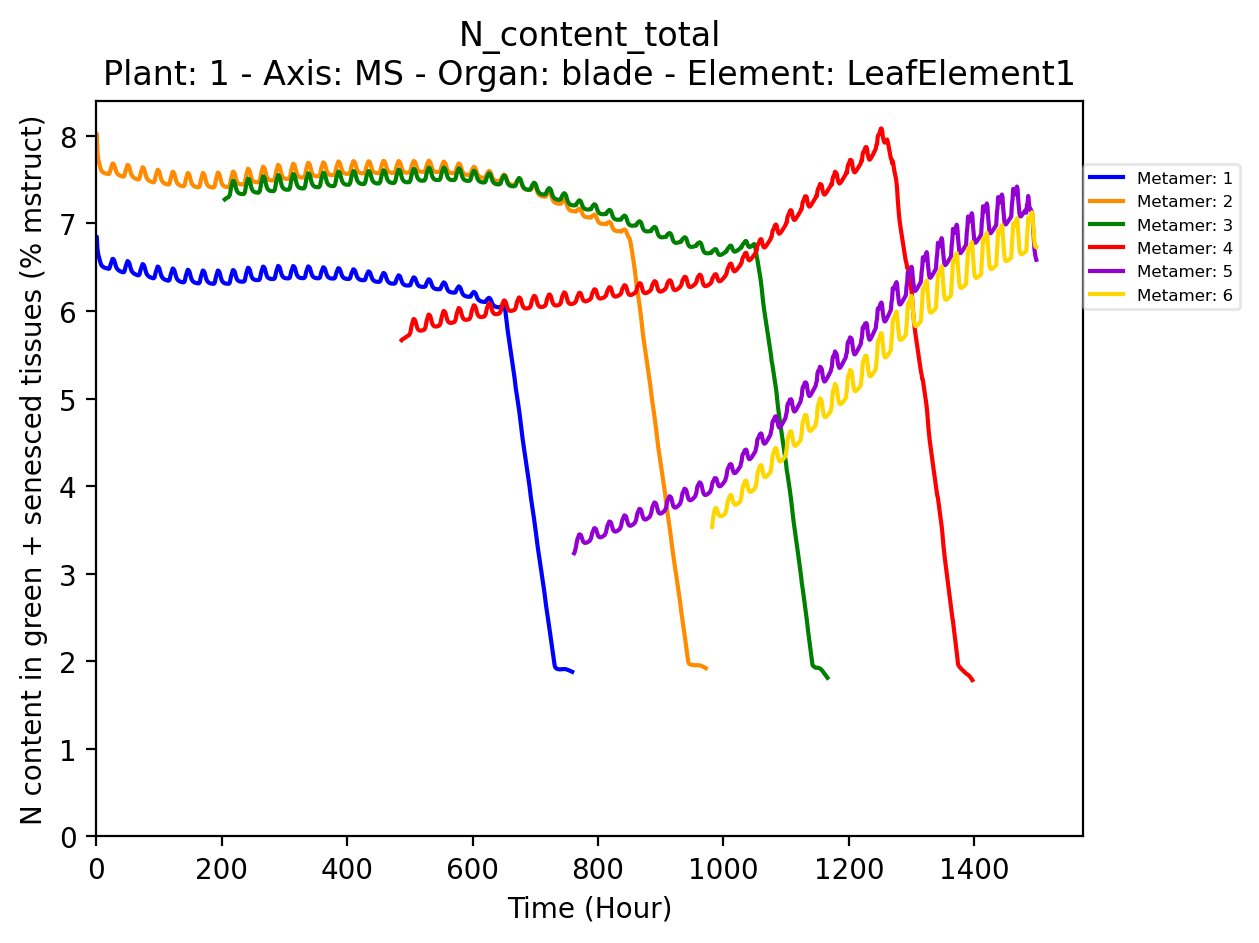 N_content_total
Plant: 1 - Axis: MS - Organ: blade - Element: LeafElement1
N content in green + senesced tissues (% mstruct)
8
7
6
5
4
3
2
1
0
0 200 400 600 800 1000 1200 1400
Time (Hour)
Metamer: 1
Metamer: 2
Metamer: 3
Metamer: 4
Metamer: 5
Metamer: 6